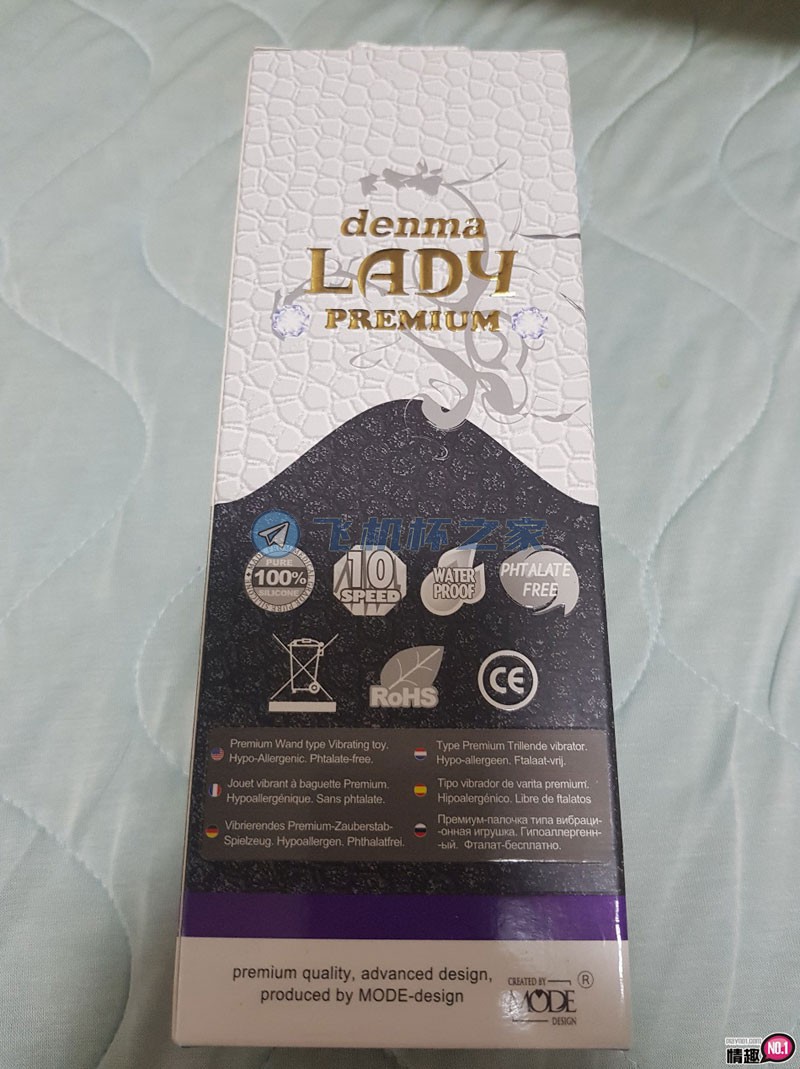 denma
LADY
PREMIUM
飞机杯之家
PURE
100%
SILICONE
10
SPEED
WATER
PROOF
PHTALATE
FREE
RoHS
CE
Premium Wand type Vibrating toy.
Hypo-Allergenic. Phtalate-free.
Type Premium Trillende vibrator.
Hypo-allergeen. Ftalaat-vrij.
Jouet vibrant à baguette Premium.
Hypoallergénique. Sans phtalate.
Tipo vibrador de varita premium.
Hipoalergénico. Libre de ftalatos
Vibrierendes Premium-Zauberstab-
Spielzeug. Hypoallergen. Phthalatfrei.
Премиум-палочка типа вибраци-
-онная игрушка. Гипоаллергенн-
-ый. Фталат-бесплатно.
premium quality, advanced design,
produced by MODE-design
CREATED BY
MODE
DESIGN
®
情趣
NO.1